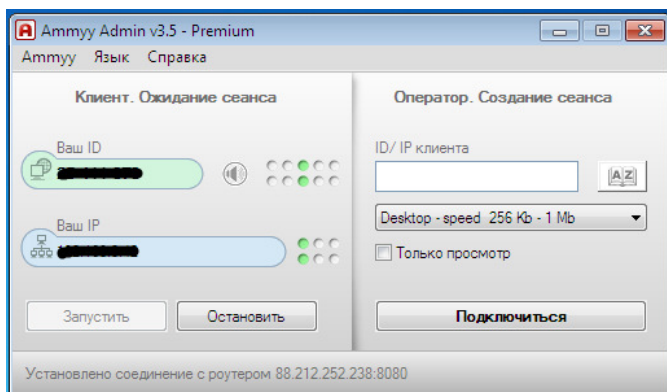 Ammyy Admin v3.5 - Premium
Ammyy Язык Справка
Клиент. Ожидание сеанса
Ваш ID
Ваш IP
Запустить Остановить
Оператор. Создание сеанса
ID/ IP клиента
AZ
Desktop - speed 256 Kb - 1 Mb
Только просмотр
Подключиться
Установлено соединение с роутером 88.212.252.238:8080